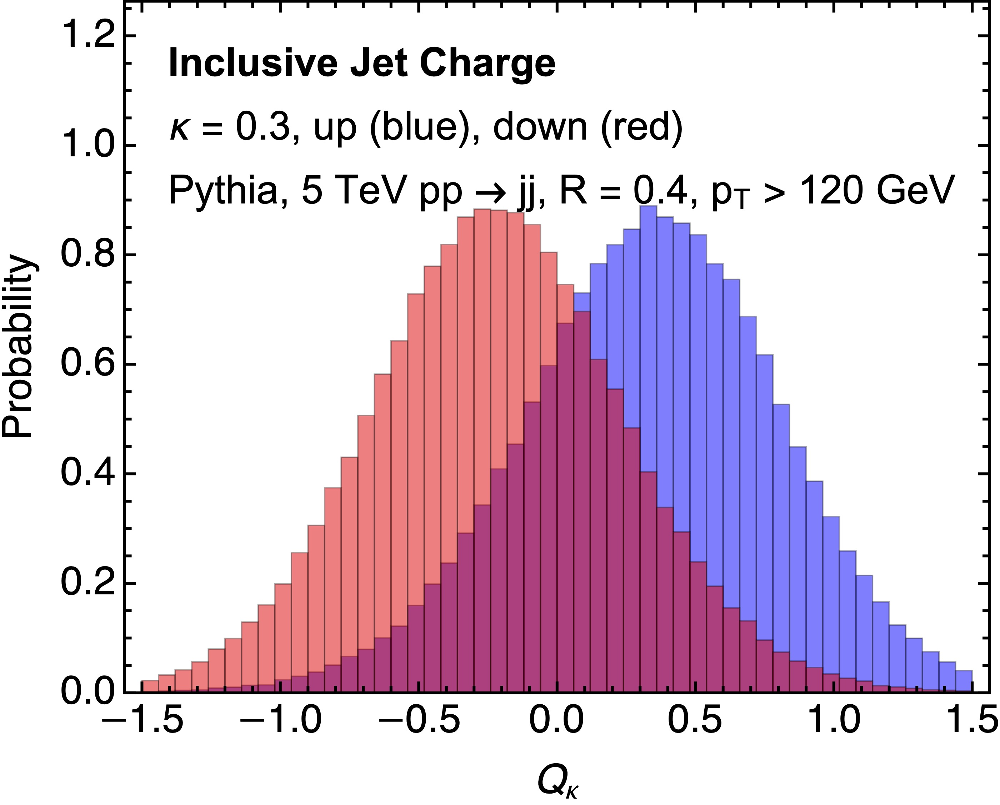 Inclusive Jet Charge
κ = 0.3, up (blue), down (red)
Pythia, 5 TeV pp → jj, R = 0.4, pT > 120 GeV
Probability
1.2
1.0
0.8
0.6
0.4
0.2
0.0
−1.5 −1.0 −0.5 0.0 0.5 1.0 1.5
Qκ